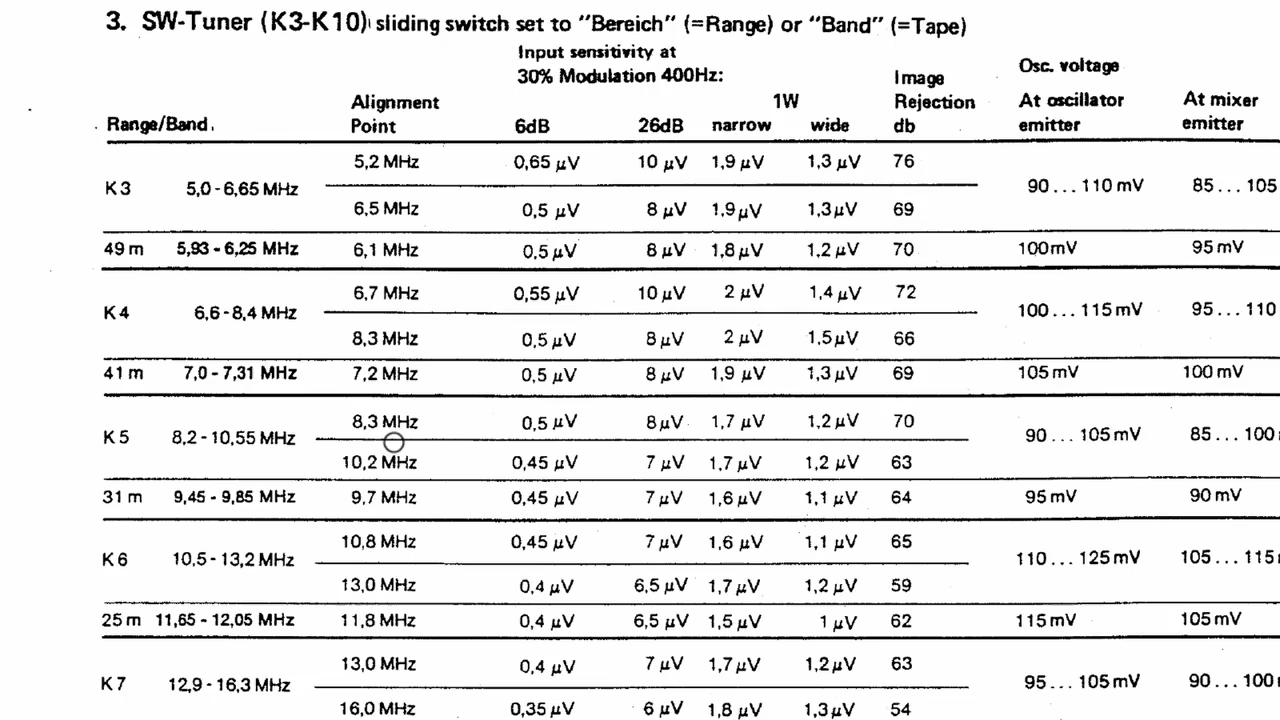 3. SW-Tuner (K3-K10) sliding switch set to "Bereich" (=Range) or "Band" (=Tape)
Input sensitivity at
30% Modulation 400Hz:
Osc. voltage
Image
Alignment 1W Rejection At oscillator At mixer
Range/Band. Point 6dB 26dB narrow wide db emitter emitter
5,2 MHz 0,65 µV 10 µV 1,9 µV 1,3 µV 76
K3 5,0-6,65 MHz 90...110 mV 85...105
6,5 MHz 0,5 µV 8 µV 1,9µV 1,3µV 69
49 m 5,93-6,25 MHz 6,1 MHz 0,5 µV 8 µV 1,8µV 1,2 µV 70 100mV 95 mV
6,7 MHz 0,55 µV 10 µV 2 µV 1,4 µV 72
K4 6,6-8,4 MHz 100...115 mV 95...110
8,3 MHz 0,5 µV 8 µV 2 µV 1,5µV 66
41 m 7,0-7,31 MHz 7,2 MHz 0,5 µV 8 µV 1,9 µV 1,3 µV 69 105 mV 100 mV
8,3 MHz 0,5 µV 8µV 1,7 µV 1,2 µV 70
K5 8,2-10,55 MHz 90...105 mV 85...100
10,2 MHz 0,45 µV 7 µV 1,7 µV 1,2 µV 63
31 m 9,45-9,85 MHz 9,7 MHz 0,45 µV 7 µV 1,6 µV 1,1 µV 64 95 mV 90 mV
10,8 MHz 0,45 µV 7 µV 1,6 µV 1,1 µV 65
K6 10,5-13,2 MHz 110...125 mV 105...115
13,0 MHz 0,4 µV 6,5 µV 1,7 µV 1,2 µV 59
25 m 11,65-12,05 MHz 11,8 MHz 0,4 µV 6,5 µV 1,5 µV 1 µV 62 115 mV 105 mV
13,0 MHz 0,4 µV 7 µV 1,7 µV 1,2 µV 63
K7 12,9-16,3 MHz 95...105 mV 90...100
16,0 MHz 0,35 µV 6 µV 1,8 µV 1,3 µV 54